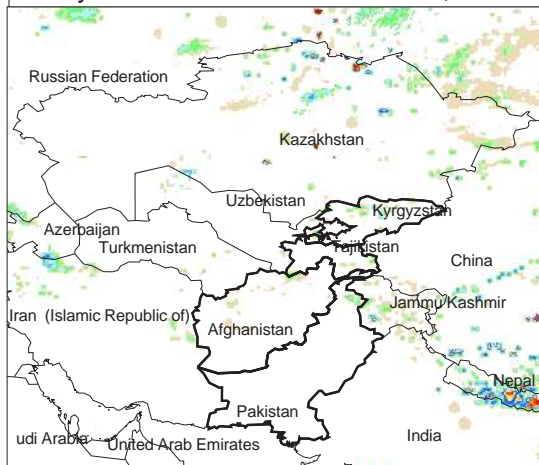 Russian Federation
Kazakhstan
Uzbekistan
Kyrgyzstan
Azerbaijan
Turkmenistan
Tajikistan
China
Jammu Kashmir
Iran (Islamic Republic of)
Afghanistan
Nepal
Pakistan
udi Arabia
United Arab Emirates
India